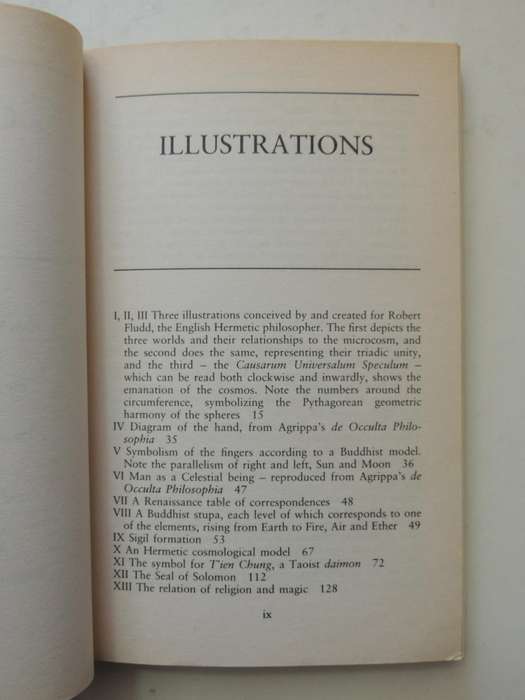 ILLUSTRATIONS
I, II, III Three illustrations conceived by and created for Robert
Fludd, the English Hermetic philosopher. The first depicts the
three worlds and their relationships to the microcosm, and
the second does the same, representing their triadic unity,
and the third – the Causarum Universalum Speculum –
which can be read both clockwise and inwardly, shows the
emanation of the cosmos. Note the numbers around the
circumference, symbolizing the Pythagorean geometric
harmony of the spheres 15
IV Diagram of the hand, from Agrippa's de Occulta Philo-
sophia 35
V Symbolism of the fingers according to a Buddhist model.
Note the parallelism of right and left, Sun and Moon 36
VI Man as a Celestial being – reproduced from Agrippa's de
Occulta Philosophia 47
VII A Renaissance table of correspondences 48
VIII A Buddhist stupa, each level of which corresponds to one
of the elements, rising from Earth to Fire, Air and Ether 49
IX Sigil formation 53
X An Hermetic cosmological model 67
XI The symbol for T'ien Chung, a Taoist daimon 72
XII The Seal of Solomon 112
XIII The relation of religion and magic 128
ix